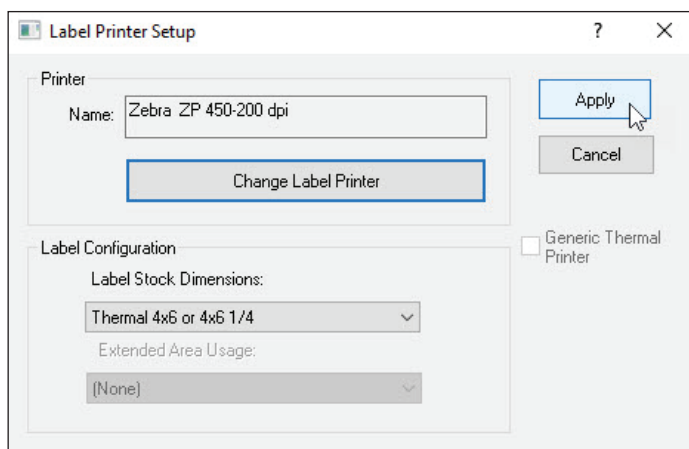 Label Printer Setup
?
Printer
Name:
Zebra ZP 450-200 dpi
Change Label Printer
Apply
Cancel
Generic Thermal
Printer
Label Configuration
Label Stock Dimensions:
Thermal 4x6 or 4x6 1/4
Extended Area Usage:
(None)